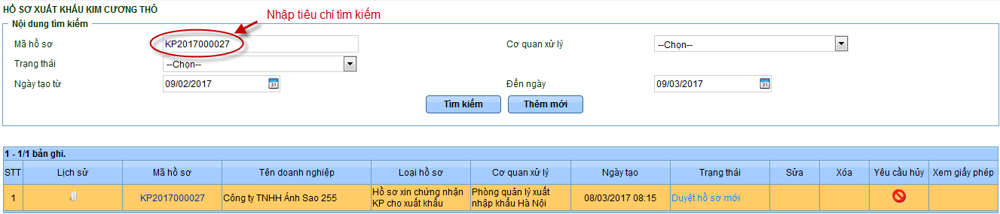 HỒ SƠ XUẤT KHẨU KIM CƯƠNG THÔ
Nhập tiêu chí tìm kiếm
Nội dung tìm kiếm
Mã hồ sơ KP2017000027 Cơ quan xử lý --Chọn--
Trạng thái --Chọn--
Ngày tạo từ 09/02/2017 31 Đến ngày 09/03/2017 31
Tìm kiếm Thêm mới
1 - 1/1 bản ghi.
STT Lịch sử Mã hồ sơ Tên doanh nghiệp Loại hồ sơ Cơ quan xử lý Ngày tạo Trạng thái Sửa Xóa Yêu cầu hủy Xem giấy phép
1 KP2017000027 Công ty TNHH Ánh Sao 255 Hồ sơ xin chứng nhận Phòng quản lý xuất 08/03/2017 08:15 Duyệt hồ sơ mới
KP cho xuất khẩu nhập khẩu Hà Nội